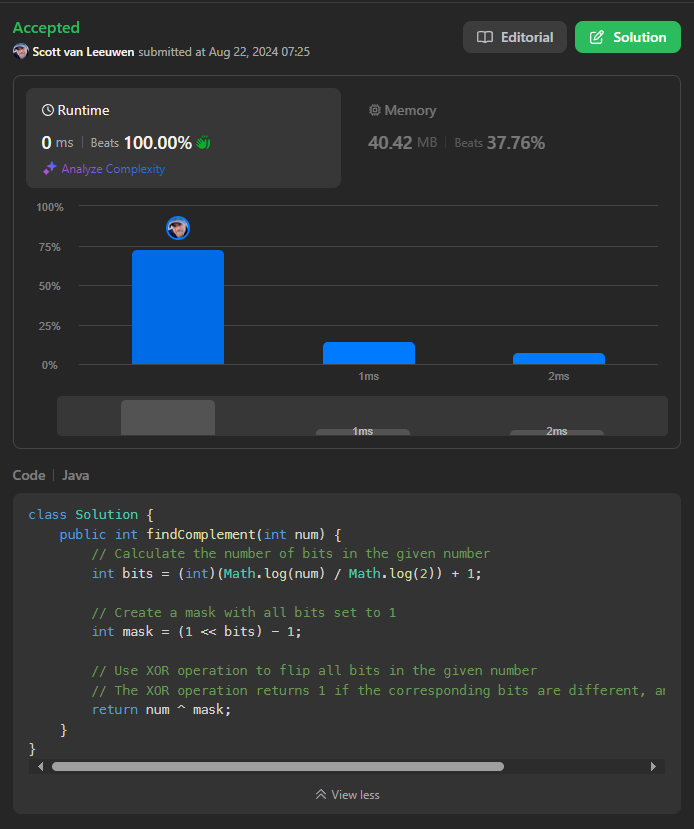 Accepted
Scott van Leeuwen submitted at Aug 22, 2024 07:25
Editorial
Solution
Runtime
0 ms | Beats 100.00%
Analyze Complexity
Memory
40.42 MB | Beats 37.76%
100%
75%
50%
25%
0%
1ms
2ms
1ms
2ms
Code | Java
class Solution {
    public int findComplement(int num) {
        // Calculate the number of bits in the given number
        int bits = (int)(Math.log(num) / Math.log(2)) + 1;
        // Create a mask with all bits set to 1
        int mask = (1 << bits) - 1;
        // Use XOR operation to flip all bits in the given number
        // The XOR operation returns 1 if the corresponding bits are different, an
        return num ^ mask;
    }
}
View less